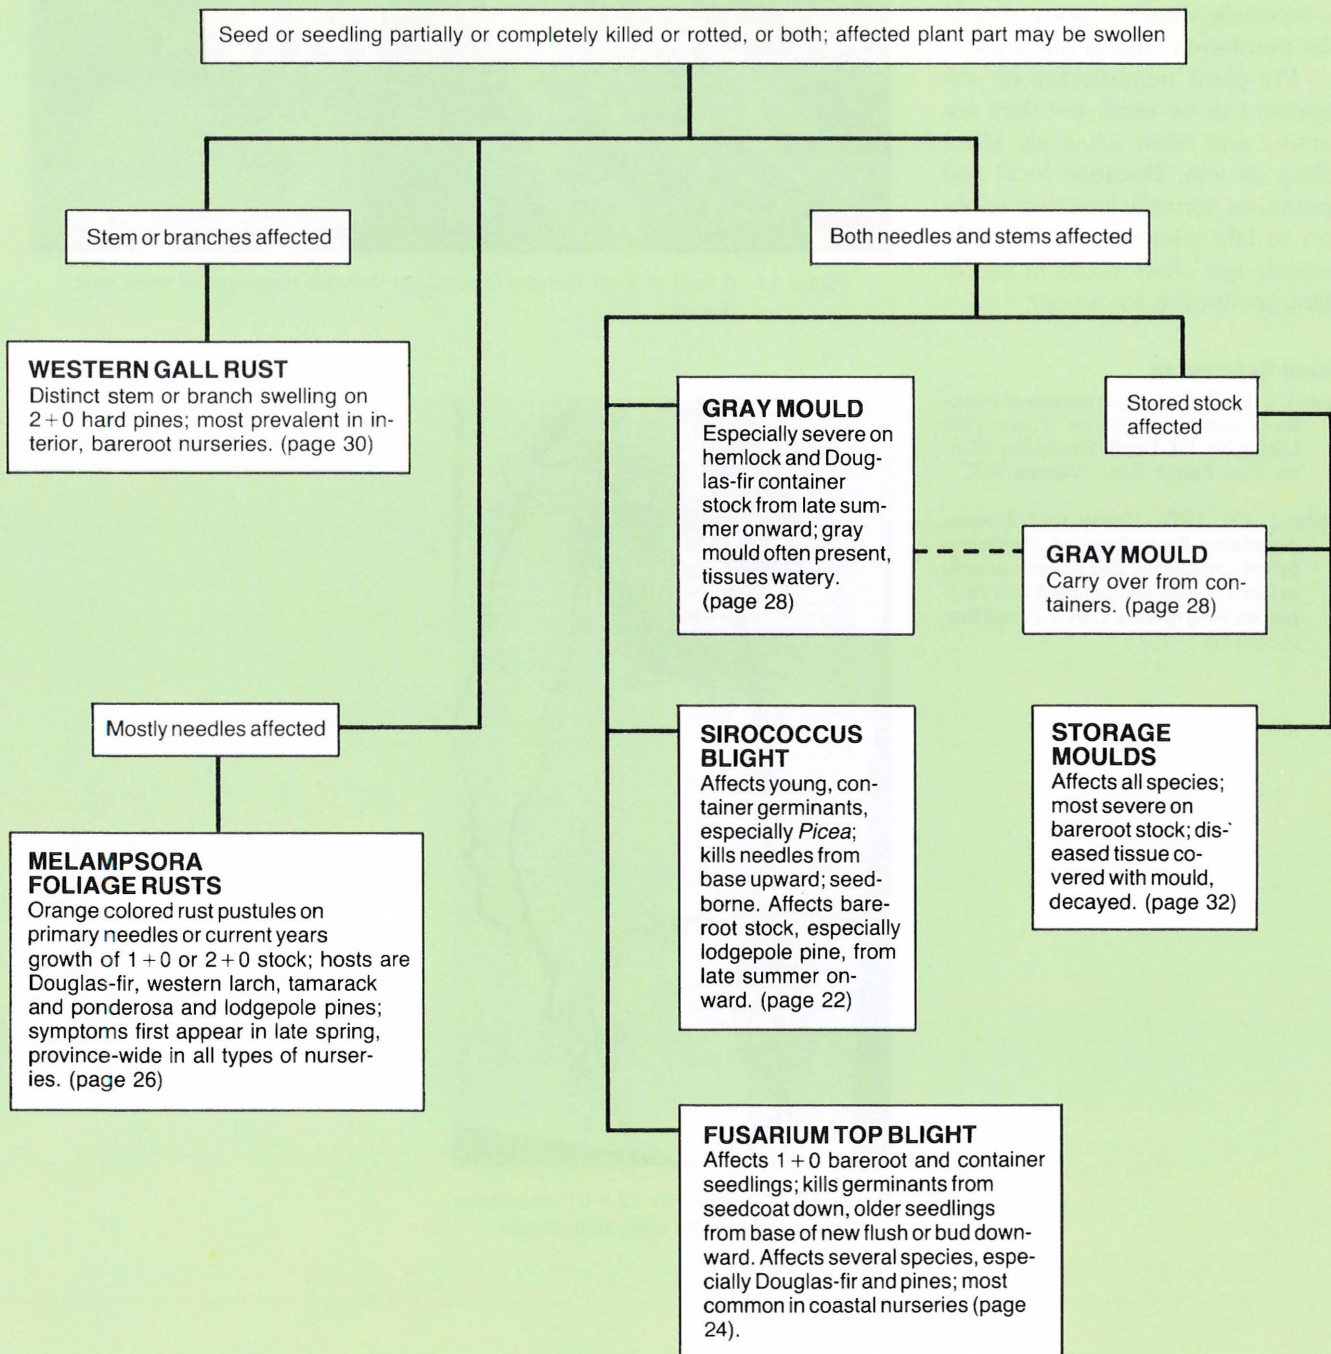 Seed or seedling partially or completely killed or rotted, or both; affected plant part may be swollen
Stem or branches affected
Both needles and stems affected
WESTERN GALL RUST
Distinct stem or branch swelling on
2+0 hard pines; most prevalent in in-
terior, bareroot nurseries. (page 30)
GRAY MOULD
Especially severe on
hemlock and Doug-
las-fir container
stock from late sum-
mer onward; gray
mould often present,
tissues watery.
(page 28)
Stored stock
affected
GRAY MOULD
Carry over from con-
tainers. (page 28)
Mostly needles affected
SIROCOCCUS
BLIGHT
Affects young, con-
tainer germinants,
especially Picea;
kills needles from
base upward; seed-
borne. Affects bare-
root stock, especially
lodgepole pine, from
late summer on-
ward. (page 22)
STORAGE
MOULDS
Affects all species;
most severe on
bareroot stock; dis-
eased tissue co-
vered with mould,
decayed. (page 32)
MELAMPSORA
FOLIAGE RUSTS
Orange colored rust pustules on
primary needles or current years
growth of 1+0 or 2+0 stock; hosts are
Douglas-fir, western larch, tamarack
and ponderosa and lodgepole pines;
symptoms first appear in late spring,
province-wide in all types of nurser-
ies. (page 26)
FUSARIUM TOP BLIGHT
Affects 1+0 bareroot and container
seedlings; kills germinants from
seedcoat down, older seedlings
from base of new flush or bud down-
ward. Affects several species, espe-
cially Douglas-fir and pines; most
common in coastal nurseries (page
24).